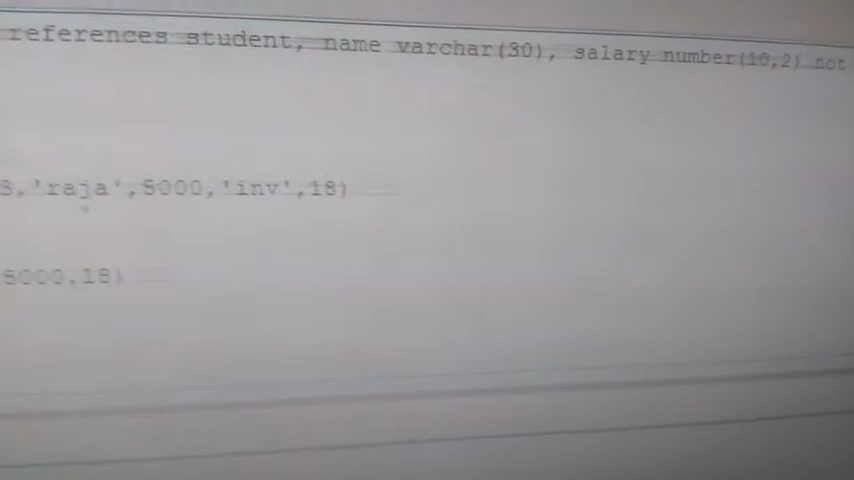 references student, name varchar(30), salary number(10,2) not
3,'raja',5000,'inv',18)
5000,18)